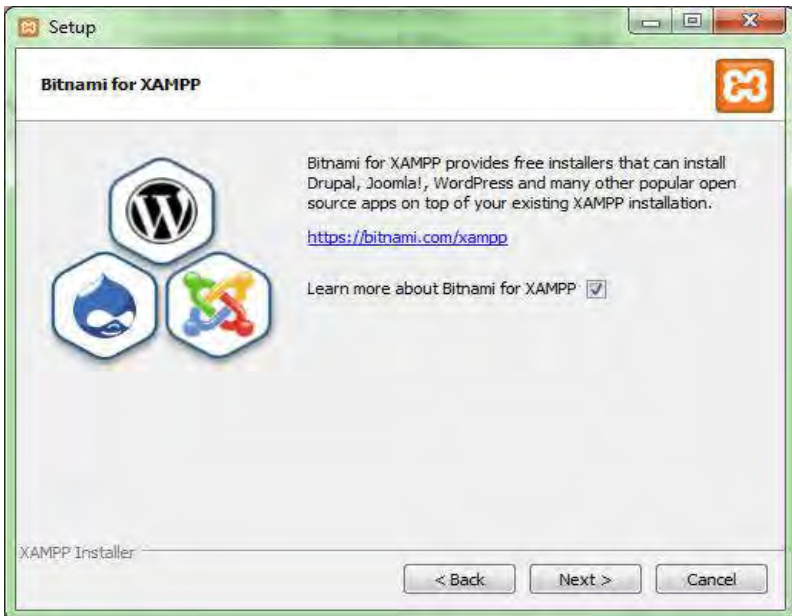 Setup
Bitnami for XAMPP
Bitnami for XAMPP provides free installers that can install
Drupal, Joomla!, WordPress and many other popular open
source apps on top of your existing XAMPP installation.
https://bitnami.com/xampp
Learn more about Bitnami for XAMPP
XAMPP Installer
< Back Next > Cancel